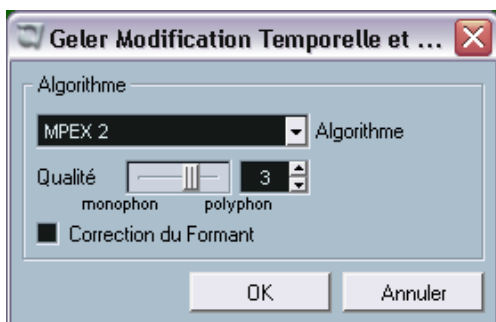 Geler Modification Temporelle et ...
Algorithme
MPEX 2 Algorithme
Qualité 3
monophon polyphon
Correction du Formant
OK Annuler